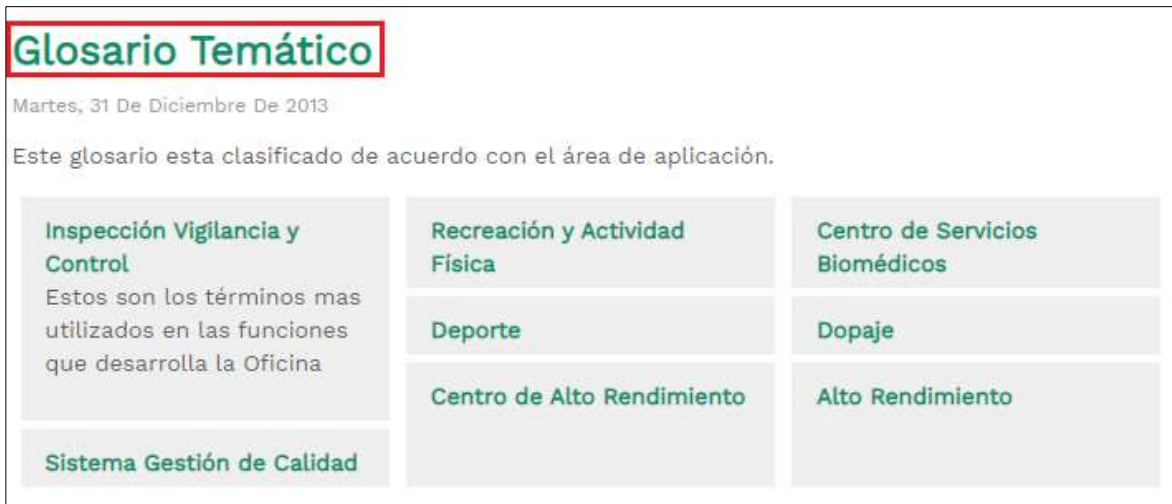 Glosario Temático
Martes, 31 De Diciembre De 2013
Este glosario esta clasificado de acuerdo con el área de aplicación.
Inspección Vigilancia y
Control
Estos son los términos mas
utilizados en las funciones
que desarrolla la Oficina
Sistema Gestión de Calidad
Recreación y Actividad
Física
Deporte
Centro de Alto Rendimiento
Centro de Servicios
Biomédicos
Dopaje
Alto Rendimiento